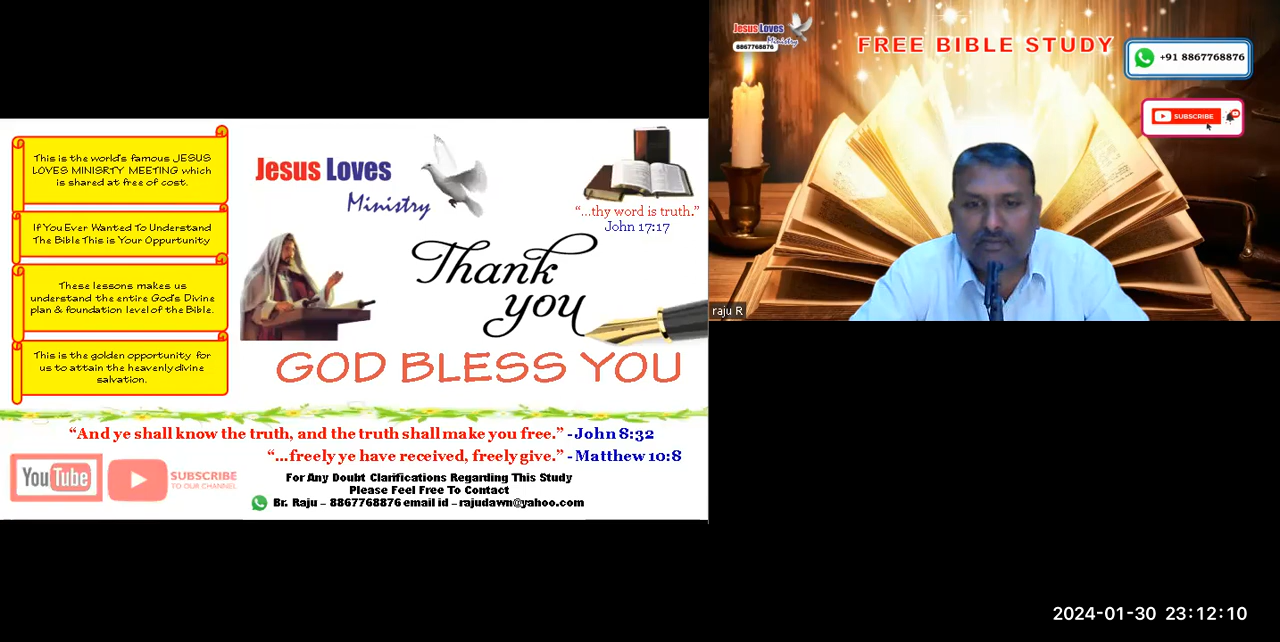 This is the world's famous JESUS
LOVES MINISRTY MEETING which
is shared at free of cost.
If You Ever Wanted To Understand
The Bible This is Your Oppurtunity
These lessons makes us
understand the entire God's Divine
plan & foundation level of the Bible.
This is the golden opportunity for
us to attain the heavenly divine
salvation.
Jesus Loves
Ministry
"...thy word is truth."
John 17:17
Thank
you
GOD BLESS YOU
"And ye shall know the truth, and the truth shall make you free." - John 8:32
"...freely ye have received, freely give." - Matthew 10:8
YouTube
SUBSCRIBE
TO OUR CHANNEL
For Any Doubt Clarifications Regarding This Study
Please Feel Free To Contact
Br. Raju – 8867768876 email id – rajudawn@yahoo.com
Jesus Loves
Ministry
8867768876
FREE BIBLE STUDY
+91 8867768876
SUBSCRIBE
raju R
2024-01-30 23:12:10